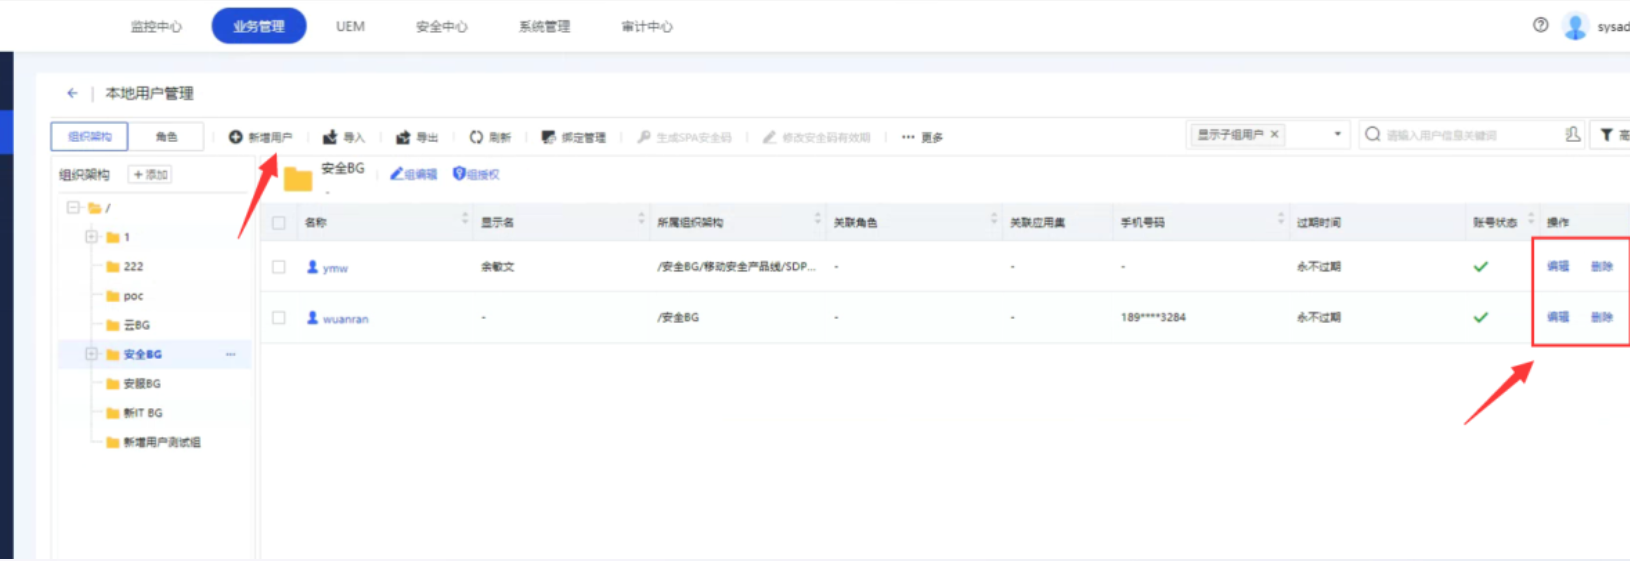 监控中心 业务管理 UEM 安全中心 系统管理 审计中心 sysad
本地用户管理
组织架构 角色 新增用户 导入 导出 刷新 绑定管理 生成SPA安全码 修改安全码有效期 ... 更多 显示子组用户 × 请输入用户信息关键词 高
组织架构 +添加
安全BG 组编辑 组授权
-
/
1
222
poc
云BG
安全BG ...
安服BG
新IT BG
新增用户测试组
名称 显示名 所属组织架构 关联角色 关联应用集 手机号码 过期时间 账号状态 操作
ymw 余敏文 /安全BG/移动安全产品线/SDP... - - - 永不过期 编辑 删除
wuanran - /安全BG - - 189****3284 永不过期 编辑 删除